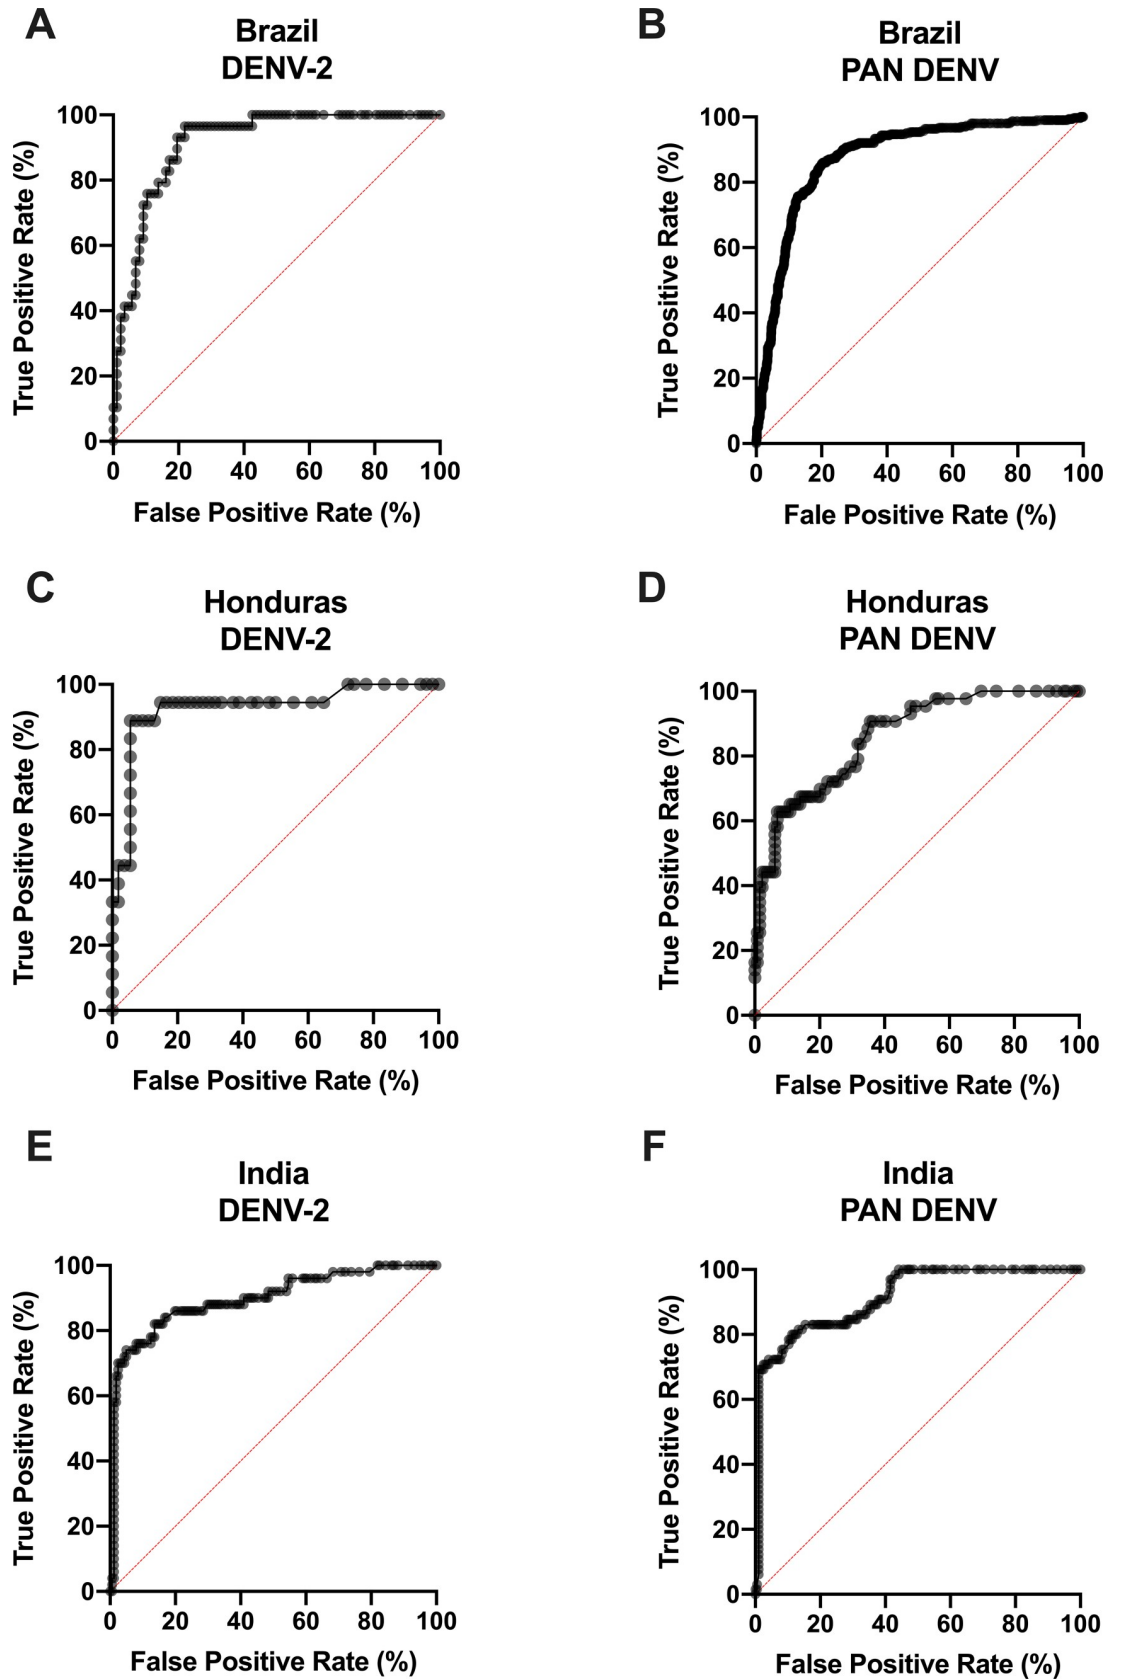 A
Brazil
DENV-2
True Positive Rate (%)
100
80
60
40
20
0
0 20 40 60 80 100
False Positive Rate (%)
B
Brazil
PAN DENV
True Positive Rate (%)
100
80
60
40
20
0
0 20 40 60 80 100
Fale Positive Rate (%)
C
Honduras
DENV-2
True Positive Rate (%)
100
80
60
40
20
0
0 20 40 60 80 100
False Positive Rate (%)
D
Honduras
PAN DENV
True Positive Rate (%)
100
80
60
40
20
0
0 20 40 60 80 100
False Positive Rate (%)
E
India
DENV-2
True Positive Rate (%)
100
80
60
40
20
0
0 20 40 60 80 100
False Positive Rate (%)
F
India
PAN DENV
True Positive Rate (%)
100
80
60
40
20
0
0 20 40 60 80 100
False Positive Rate (%)